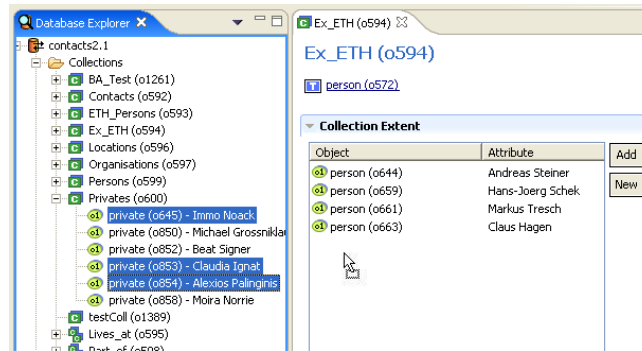 Database Explorer
contacts2.1
Collections
BA_Test (o1261)
Contacts (o592)
ETH_Persons (o593)
Ex_ETH (o594)
Locations (o596)
Organisations (o597)
Persons (o599)
Privates (o600)
private (o645) - Immo Noack
private (o850) - Michael Grossnikla
private (o852) - Beat Signer
private (o853) - Claudia Ignat
private (o854) - Alexios Palinginis
private (o858) - Moira Norrie
testColl (o1389)
Lives_at (o595)
Part_of (o598)
Ex_ETH (o594)
Ex_ETH (o594)
person (o572)
Collection Extent
Object Attribute
person (o644) Andreas Steiner
person (o659) Hans-Joerg Schek
person (o661) Markus Tresch
person (o663) Claus Hagen
Add
New